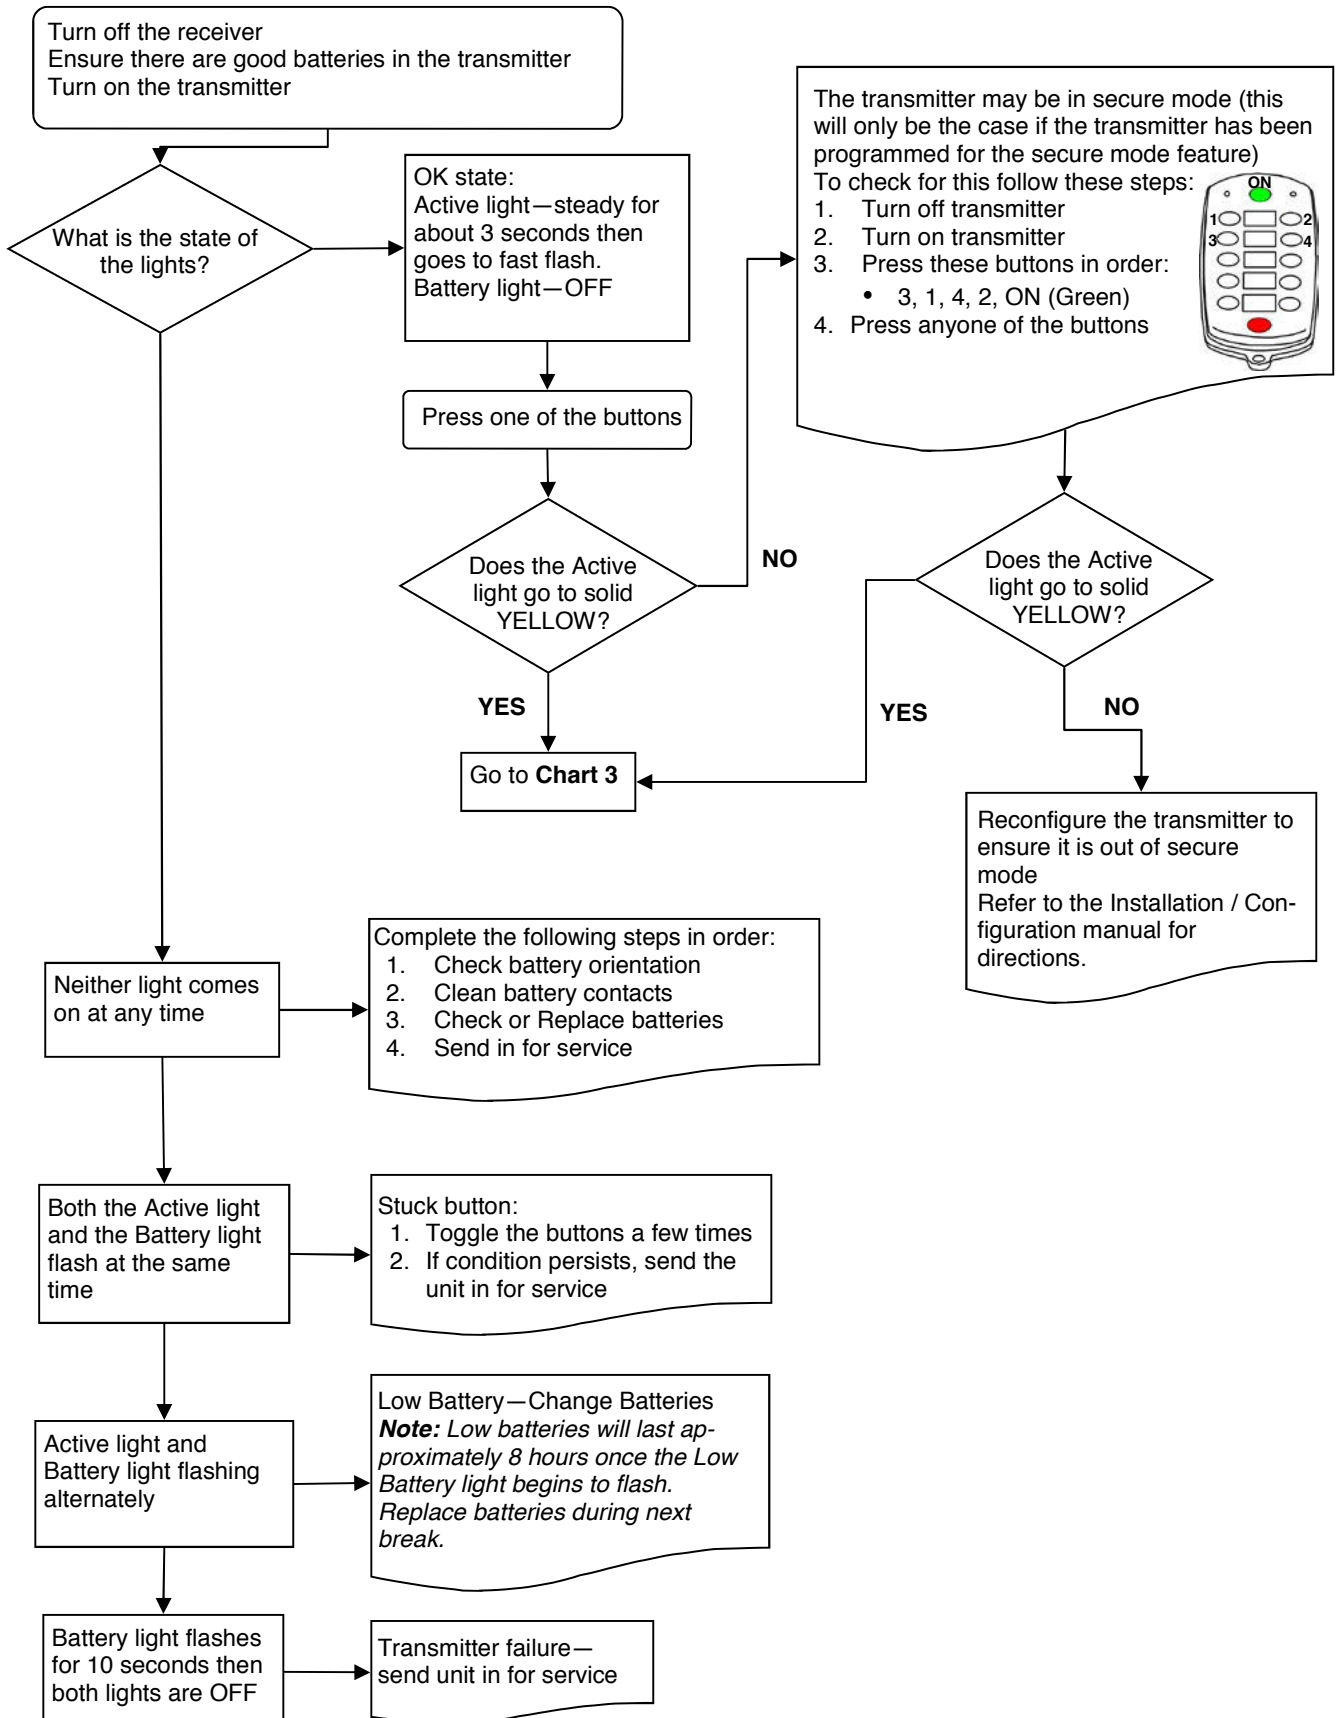 Turn off the receiver
Ensure there are good batteries in the transmitter
Turn on the transmitter
What is the state of
the lights?
OK state:
Active light—steady for
about 3 seconds then
goes to fast flash.
Battery light—OFF
Press one of the buttons
Does the Active
light go to solid
YELLOW?
NO
YES
Go to Chart 3
The transmitter may be in secure mode (this
will only be the case if the transmitter has been
programmed for the secure mode feature)
To check for this follow these steps:
1. Turn off transmitter
2. Turn on transmitter
3. Press these buttons in order:
• 3, 1, 4, 2, ON (Green)
4. Press anyone of the buttons
ON
1 2
3 4
Does the Active
light go to solid
YELLOW?
YES
NO
Reconfigure the transmitter to
ensure it is out of secure
mode
Refer to the Installation / Con-
figuration manual for
directions.
Neither light comes
on at any time
Complete the following steps in order:
1. Check battery orientation
2. Clean battery contacts
3. Check or Replace batteries
4. Send in for service
Both the Active light
and the Battery light
flash at the same
time
Stuck button:
1. Toggle the buttons a few times
2. If condition persists, send the
unit in for service
Active light and
Battery light flashing
alternately
Low Battery—Change Batteries
Note: Low batteries will last ap-
proximately 8 hours once the Low
Battery light begins to flash.
Replace batteries during next
break.
Battery light flashes
for 10 seconds then
both lights are OFF
Transmitter failure—
send unit in for service